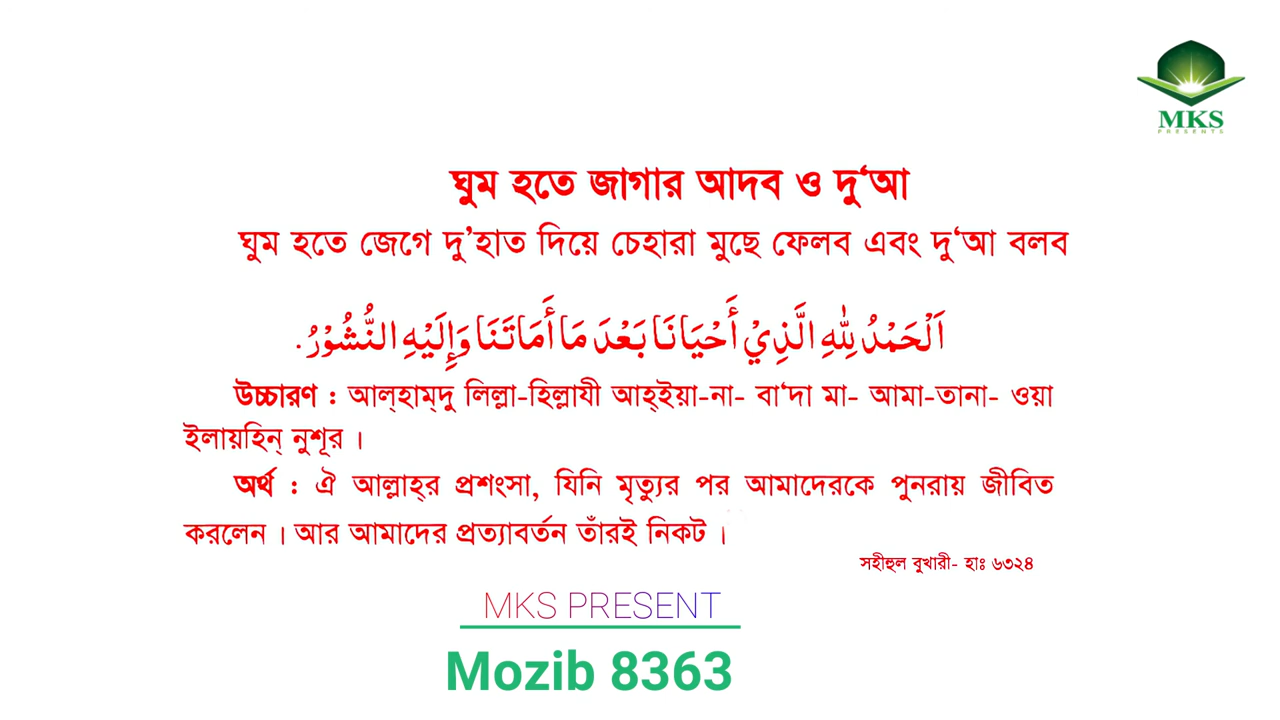 MKS
PRESENTS
ঘুম হতে জাগার আদব ও দু‘আ
ঘুম হতে জেগে দু’হাত দিয়ে চেহারা মুছে ফেলব এবং দু‘আ বলব
اَلْحَمْدُ لِلّٰهِ الَّذِيْ أَحْيَانَا بَعْدَ مَا أَمَاتَنَا وَإِلَيْهِ النُّشُوْرُ.
উচ্চারণ : আল্‌হাম্‌দু লিল্লা-হিল্লাযী আহ্ইয়া-না- বা‘দা মা- আমা-তানা- ওয়া
ইলায়হিন্ নুশূর ।
অর্থ : ঐ আল্লাহ্‌র প্রশংসা, যিনি মৃত্যুর পর আমাদেরকে পুনরায় জীবিত
করলেন । আর আমাদের প্রত্যাবর্তন তাঁরই নিকট ।
সহীহুল বুখারী- হাঃ ৬৩২৪
MKS PRESENT
Mozib 8363